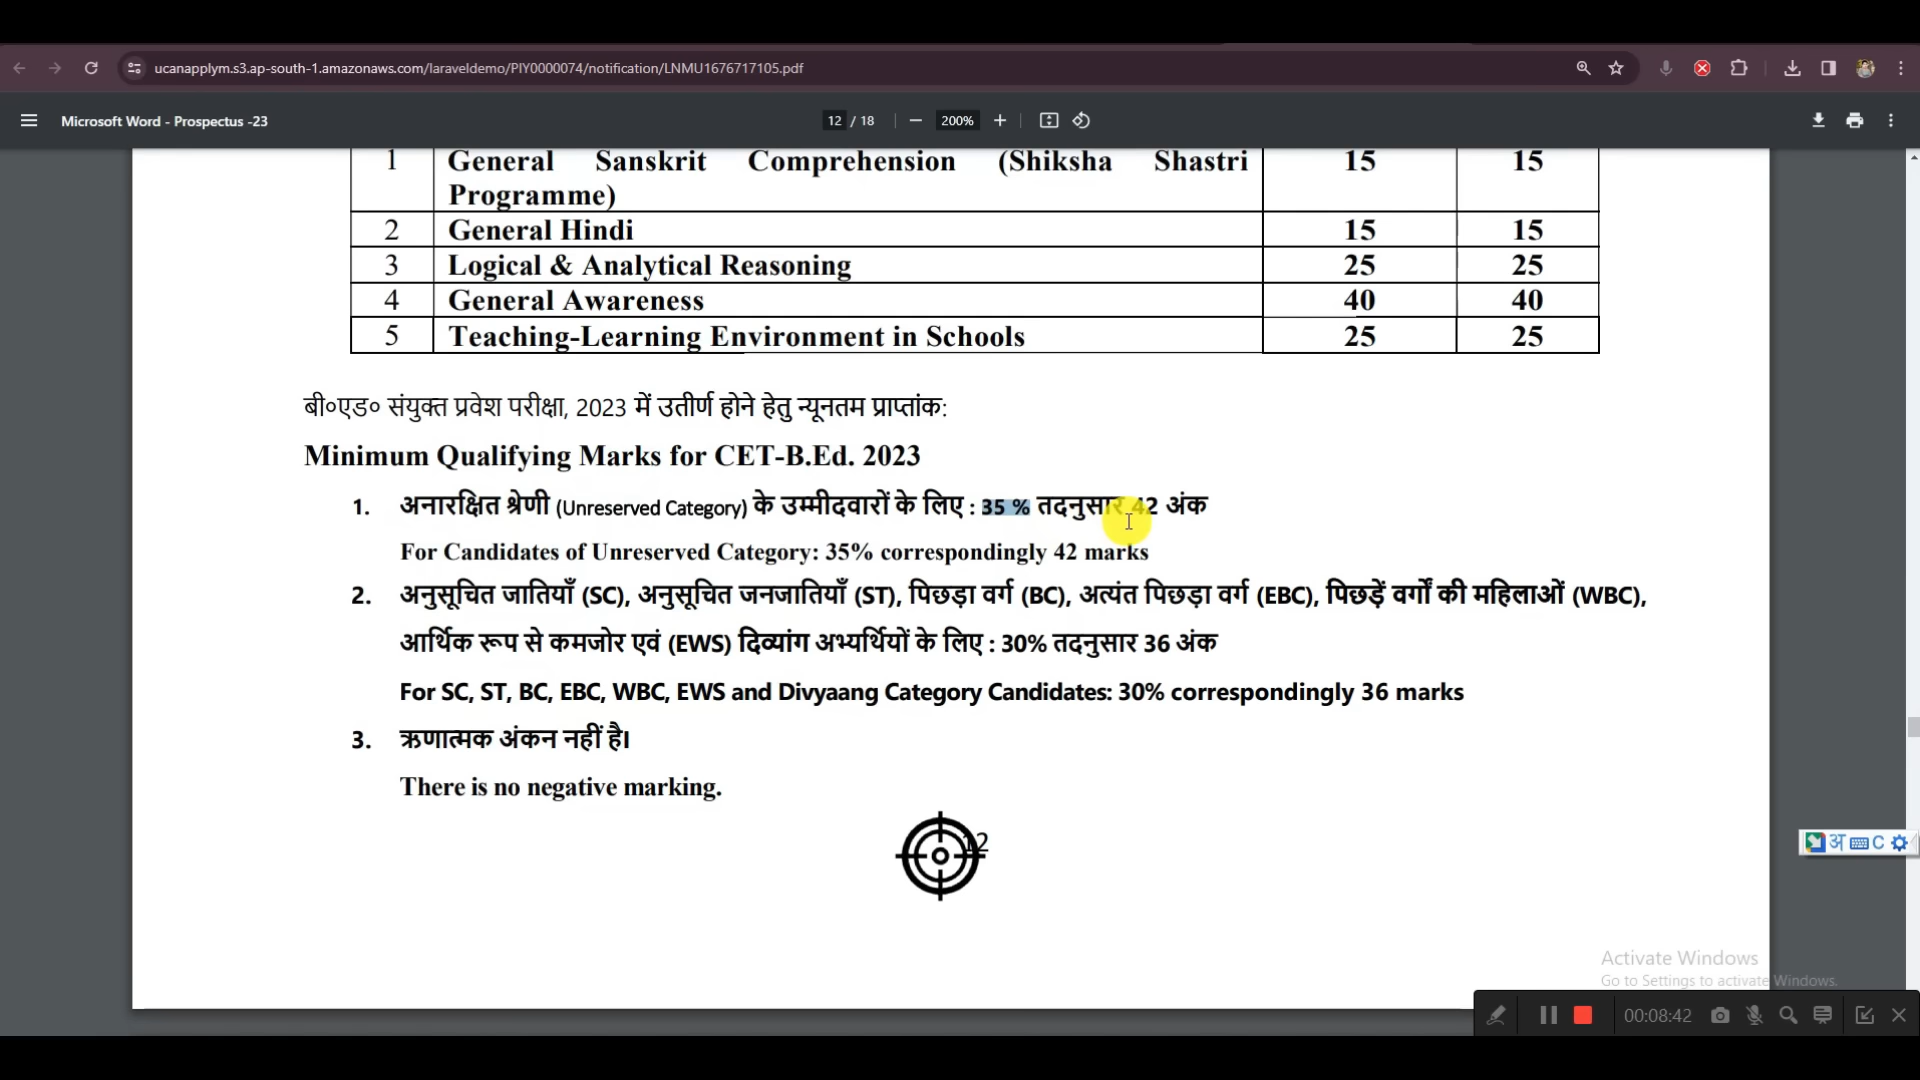 ucanapplym.s3.ap-south-1.amazonaws.com/laraveldemo/PIY0000074/notification/LNMU1676717105.pdf
Microsoft Word - Prospectus -23
12 / 18
200%
1 General Sanskrit Comprehension (Shiksha Shastri Programme) 15 15
2 General Hindi 15 15
3 Logical & Analytical Reasoning 25 25
4 General Awareness 40 40
5 Teaching-Learning Environment in Schools 25 25
बी०एड० संयुक्त प्रवेश परीक्षा, 2023 में उतीर्ण होने हेतु न्यूनतम प्राप्तांक:
Minimum Qualifying Marks for CET-B.Ed. 2023
1. अनारक्षित श्रेणी (Unreserved Category) के उम्मीदवारों के लिए : 35 % तदनुसार 42 अंक
For Candidates of Unreserved Category: 35% correspondingly 42 marks
2. अनुसूचित जातियाँ (SC), अनुसूचित जनजातियाँ (ST), पिछड़ा वर्ग (BC), अत्यंत पिछड़ा वर्ग (EBC), पिछड़ें वर्गों की महिलाओं (WBC),
आर्थिक रूप से कमजोर एवं (EWS) दिव्यांग अभ्यर्थियों के लिए : 30% तदनुसार 36 अंक
For SC, ST, BC, EBC, WBC, EWS and Divyaang Category Candidates: 30% correspondingly 36 marks
3. ऋणात्मक अंकन नहीं है।
There is no negative marking.
12
अ C
Activate Windows
Go to Settings to activate Windows.
00:08:42